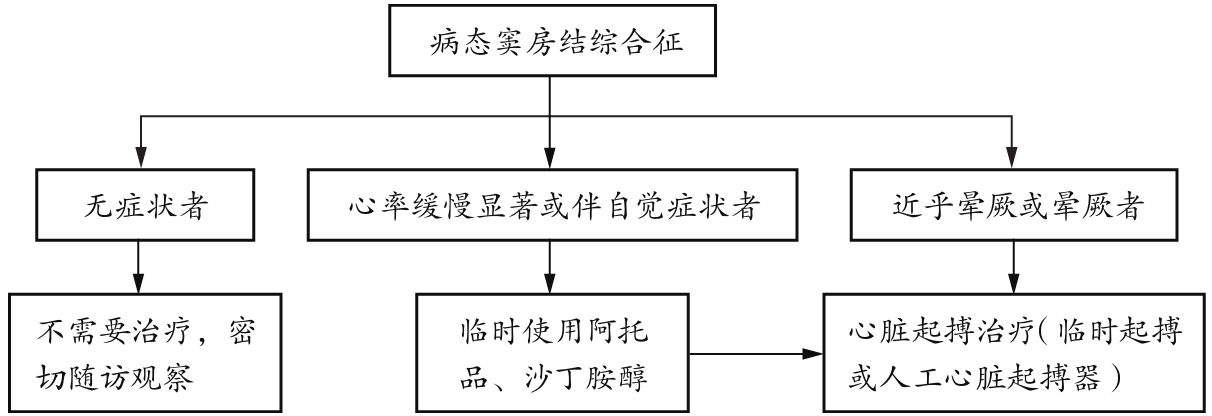 病态窦房结综合征
无症状者
心率缓慢显著或伴自觉症状者
近乎晕厥或晕厥者
不需要治疗，密
切随访观察
临时使用阿托
品、沙丁胺醇
心脏起搏治疗（临时起搏
或人工心脏起搏器）